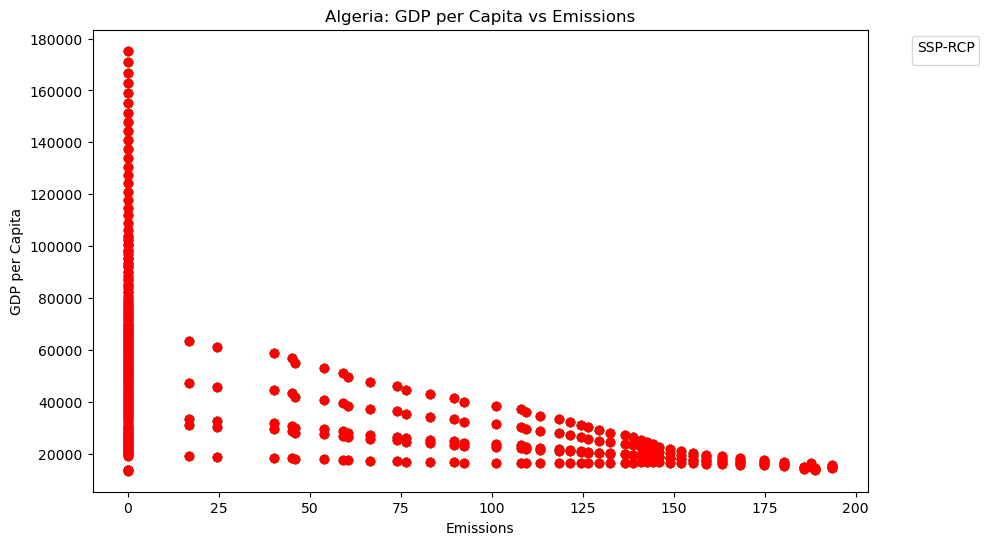 Algeria: GDP per Capita vs Emissions
SSP-RCP
GDP per Capita
180000
160000
140000
120000
100000
80000
60000
40000
20000
0 25 50 75 100 125 150 175 200
Emissions